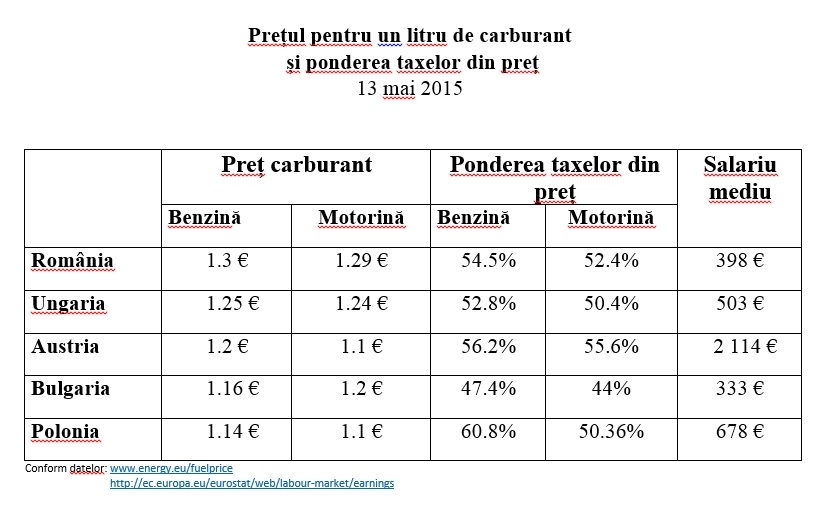 Prețul pentru un litru de carburant
și ponderea taxelor din preț
13 mai 2015
Preț carburant Ponderea taxelor din preț Salariu mediu
Benzină Motorină Benzină Motorină
România 1.3 € 1.29 € 54.5% 52.4% 398 €
Ungaria 1.25 € 1.24 € 52.8% 50.4% 503 €
Austria 1.2 € 1.1 € 56.2% 55.6% 2 114 €
Bulgaria 1.16 € 1.2 € 47.4% 44% 333 €
Polonia 1.14 € 1.1 € 60.8% 50.36% 678 €
Conform datelor: www.energy.eu/fuelprice
http://ec.europa.eu/eurostat/web/labour-market/earnings